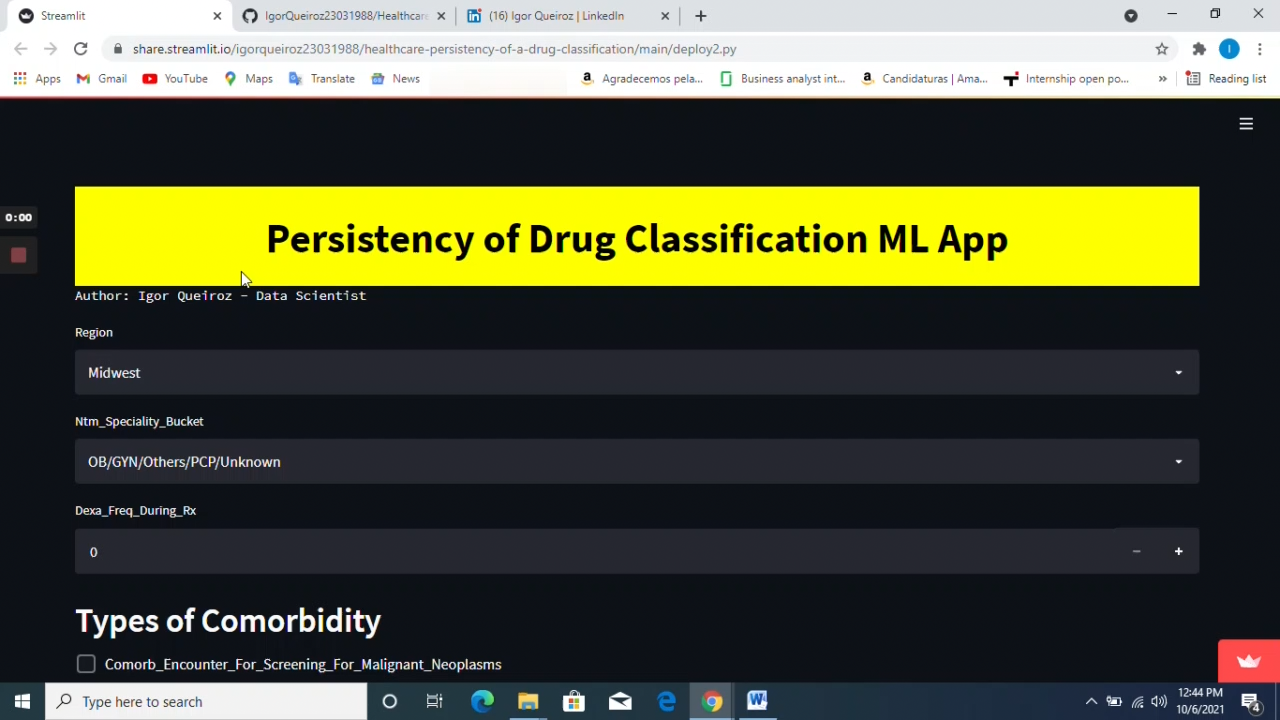 Streamlit
IgorQueiroz23031988/Healthcare
(16) Igor Queiroz | LinkedIn
share.streamlit.io/igorqueiroz23031988/healthcare-persistency-of-a-drug-classification/main/deploy2.py
I
Apps
Gmail
YouTube
Maps
Translate
News
Agradecemos pela...
Business analyst int...
Candidaturas | Ama...
Internship open po...
»
Reading list
0:00
Persistency of Drug Classification ML App
Author: Igor Queiroz – Data Scientist
Region
Midwest
Ntm_Speciality_Bucket
OB/GYN/Others/PCP/Unknown
Dexa_Freq_During_Rx
0
Types of Comorbidity
Comorb_Encounter_For_Screening_For_Malignant_Neoplasms
Type here to search
12:44 PM
10/6/2021
4